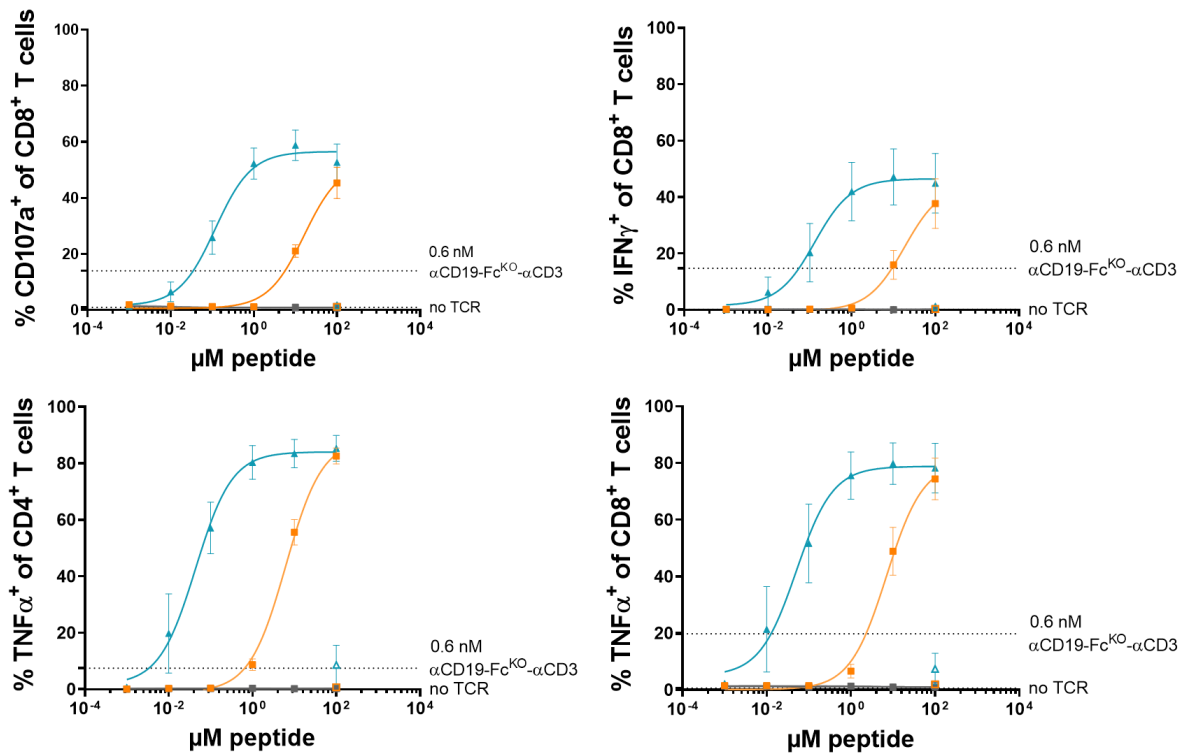 % CD107a⁺ of CD8⁺ T cells
100
80
60
40
20
0
10⁻⁴
10⁻²
10⁰
10²
10⁴
µM peptide
0.6 nM
αCD19-Fcᴷᴼ-αCD3
no TCR
% IFNγ⁺ of CD8⁺ T cells
100
80
60
40
20
0
10⁻⁴
10⁻²
10⁰
10²
10⁴
µM peptide
0.6 nM
αCD19-Fcᴷᴼ-αCD3
no TCR
% TNFα⁺ of CD4⁺ T cells
100
80
60
40
20
0
10⁻⁴
10⁻²
10⁰
10²
10⁴
µM peptide
0.6 nM
αCD19-Fcᴷᴼ-αCD3
no TCR
% TNFα⁺ of CD8⁺ T cells
100
80
60
40
20
0
10⁻⁴
10⁻²
10⁰
10²
10⁴
µM peptide
0.6 nM
αCD19-Fcᴷᴼ-αCD3
no TCR